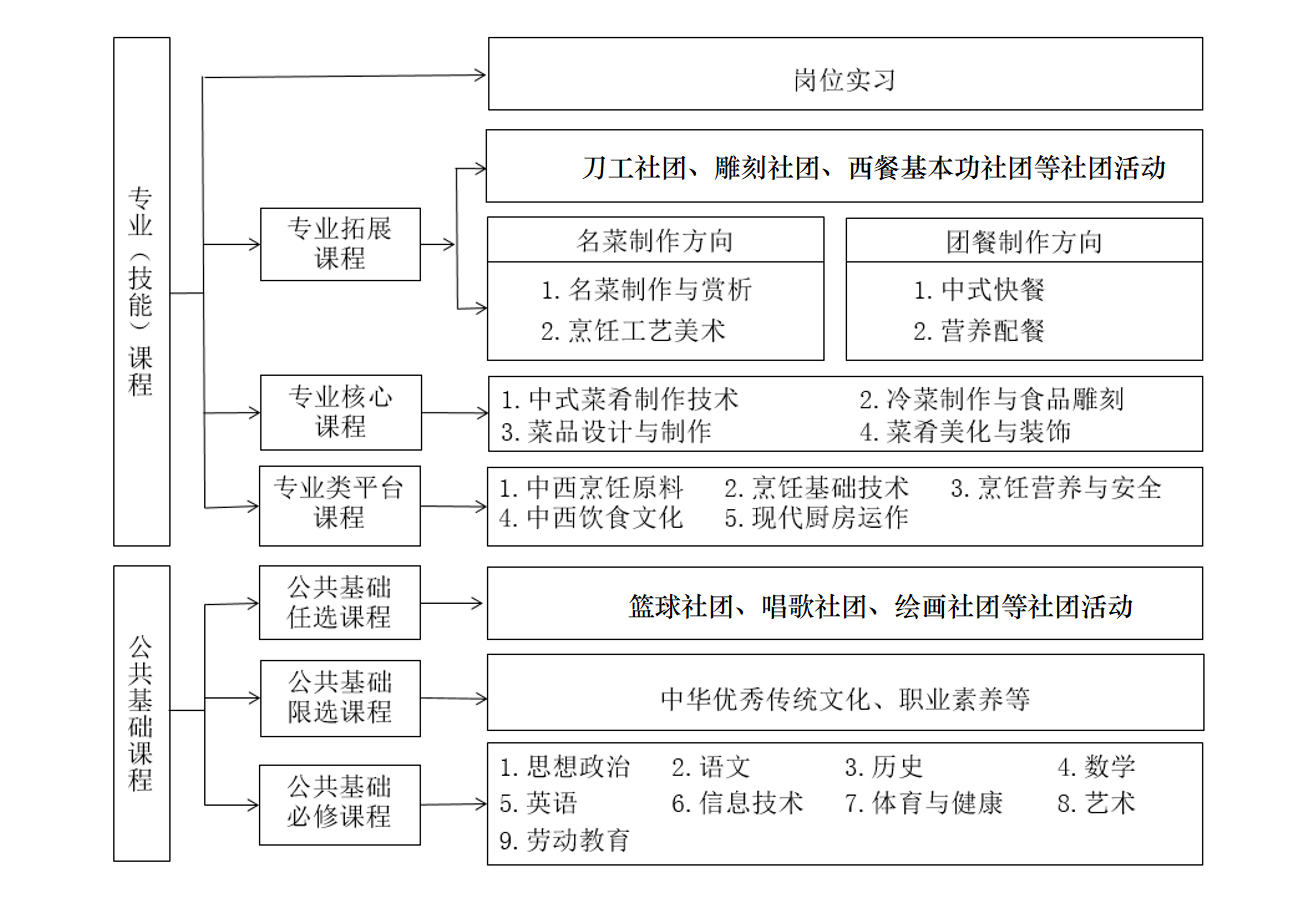 专业（技能）课程
岗位实习
专业拓展
课程
刀工社团、雕刻社团、西餐基本功社团等社团活动
名菜制作方向
1. 名菜制作与赏析
2. 烹饪工艺美术
团餐制作方向
1. 中式快餐
2. 营养配餐
专业核心
课程
1. 中式菜肴制作技术 2. 冷菜制作与食品雕刻
3. 菜品设计与制作 4. 菜肴美化与装饰
专业类平台
课程
1. 中西烹饪原料 2. 烹饪基础技术 3. 烹饪营养与安全
4. 中西饮食文化 5. 现代厨房运作
公共基础课程
公共基础
任选课程
篮球社团、唱歌社团、绘画社团等社团活动
公共基础
限选课程
中华优秀传统文化、职业素养等
公共基础
必修课程
1. 思想政治 2. 语文 3. 历史 4. 数学
5. 英语 6. 信息技术 7. 体育与健康 8. 艺术
9. 劳动教育